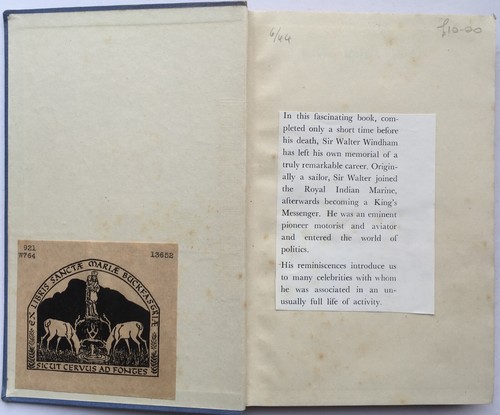 6/44
£10-00
In this fascinating book, com-
pleted only a short time before
his death, Sir Walter Windham
has left his own memorial of a
truly remarkable career. Origin-
ally a sailor, Sir Walter joined
the Royal Indian Marine,
afterwards becoming a King's
Messenger. He was an eminent
pioneer motorist and aviator
and entered the world of
politics.
His reminiscences introduce us
to many celebrities with whom
he was associated in an un-
usually full life of activity.
921
W764
13652
EX LIBRIS SANCTÆ MARIÆ BUCKFASTRIÆ
SICUT CERVUS AD FONTES